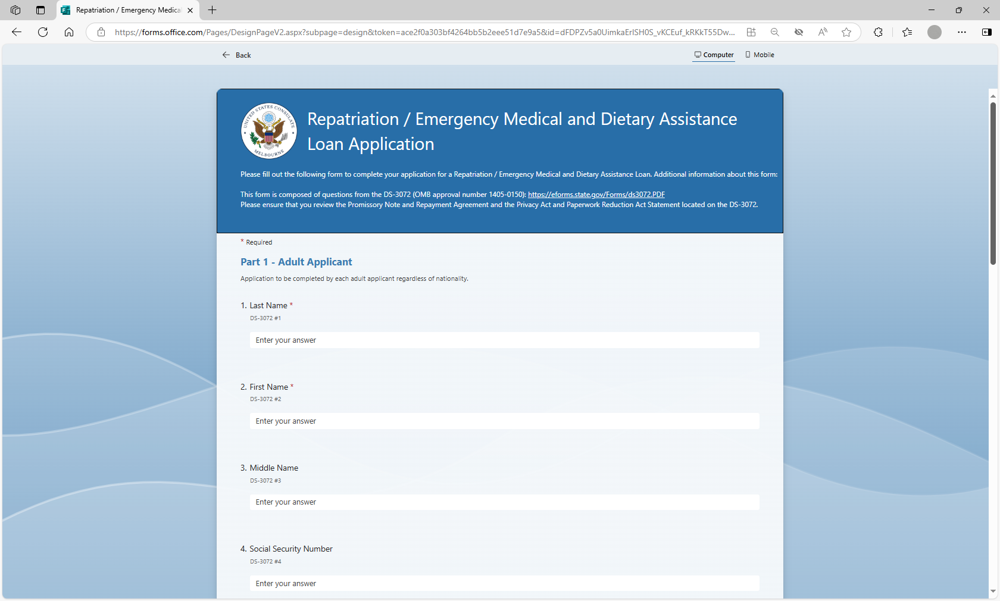 Repatriation / Emergency Medical
https://forms.office.com/Pages/DesignPageV2.aspx?subpage=design&token=ace2f0a303bf4264bb5b2eee51d7e9a5&id=dFDPZv5a0UimkaErISH0S_vKCEuf_kRKkT55Dw...
Back
Computer
Mobile
UNITED STATES CONSULATE
MELBOURNE
Repatriation / Emergency Medical and Dietary Assistance
Loan Application
Please fill out the following form to complete your application for a Repatriation / Emergency Medical and Dietary Assistance Loan. Additional information about this form:
This form is composed of questions from the DS-3072 (OMB approval number 1405-0150): https://eforms.state.gov/Forms/ds3072.PDF
Please ensure that you review the Promissory Note and Repayment Agreement and the Privacy Act and Paperwork Reduction Act Statement located on the DS-3072.
* Required
Part 1 - Adult Applicant
Application to be completed by each adult applicant regardless of nationality.
1. Last Name *
DS-3072 #1
Enter your answer
2. First Name *
DS-3072 #2
Enter your answer
3. Middle Name
DS-3072 #3
Enter your answer
4. Social Security Number
DS-3072 #4
Enter your answer